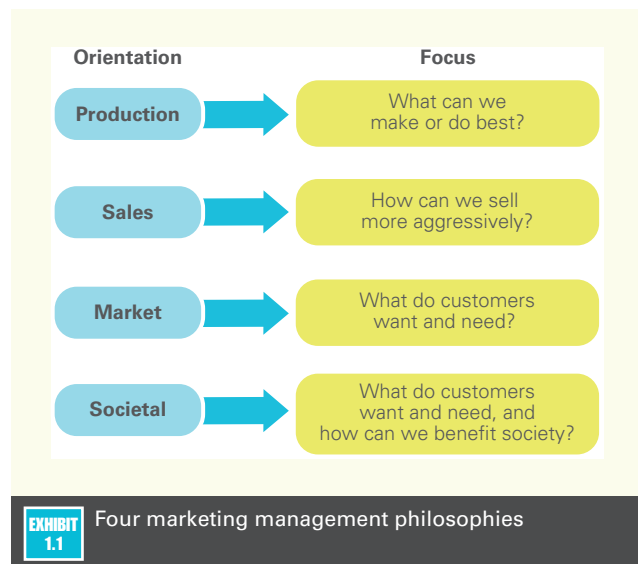 Orientation Focus
Production
What can we
make or do best?
Sales
How can we sell
more aggressively?
Market
What do customers
want and need?
Societal
What do customers
want and need, and
how can we benefit society?
EXHIBIT
1.1
Four marketing management philosophies